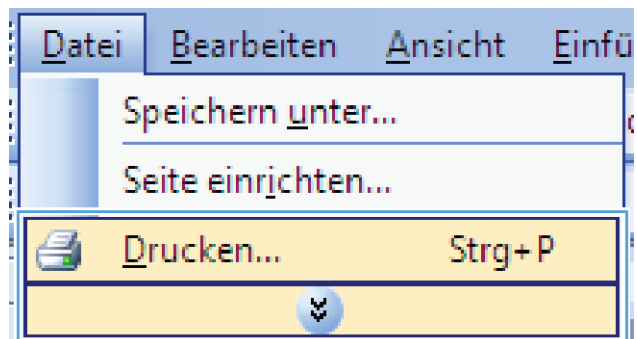 Datei Bearbeiten Ansicht Einfü
Speichern unter...
Seite einrichten...
Drucken... Strg+P